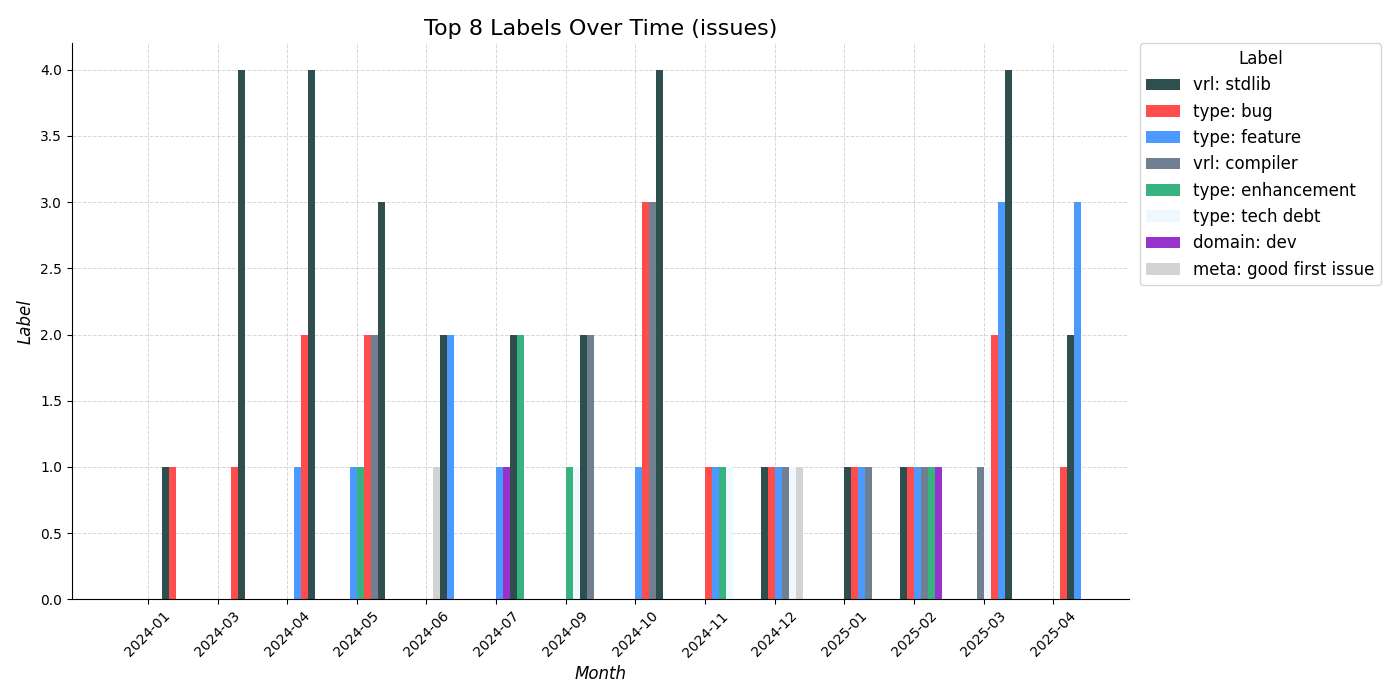 Top 8 Labels Over Time (issues)
Label
vrl: stdlib
type: bug
type: feature
vrl: compiler
type: enhancement
type: tech debt
domain: dev
meta: good first issue
Label
4.0
3.5
3.0
2.5
2.0
1.5
1.0
0.5
0.0
2024-01
2024-03
2024-04
2024-05
2024-06
2024-07
2024-09
2024-10
2024-11
2024-12
2025-01
2025-02
2025-03
2025-04
Month